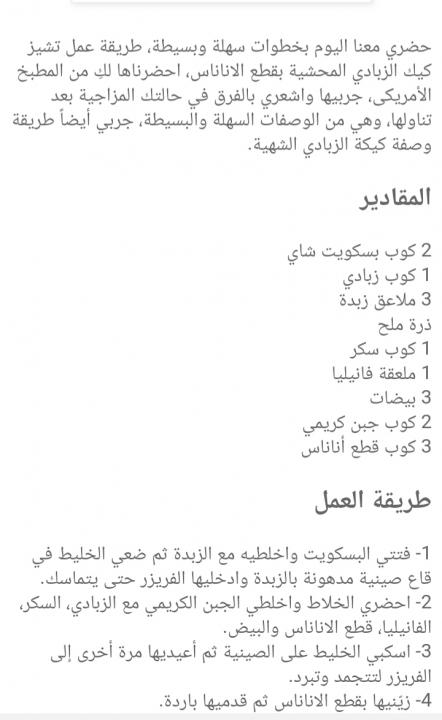 حضري معنا اليوم بخطوات سهلة وبسيطة، طريقة عمل تشيز
كيك الزبادي المحشية بقطع الاناناس، احضرناها لكِ من المطبخ
الأمريكى، جربيها واشعري بالفرق في حالتك المزاجية بعد
تناولها، وهي من الوصفات السهلة والبسيطة، جربي أيضاً طريقة
وصفة كيكة الزبادي الشهية.
المقادير
2 كوب بسكويت شاي
1 كوب زبادي
3 ملاعق زبدة
ذرة ملح
1 كوب سكر
1 ملعقة فانيليا
3 بيضات
2 كوب جبن كريمي
3 كوب قطع أناناس
طريقة العمل
1- فتتي البسكويت واخلطيه مع الزبدة ثم ضعي الخليط في
قاع صينية مدهونة بالزبدة وادخليها الفريزر حتى يتماسك.
2- احضري الخلاط واخلطي الجبن الكريمي مع الزبادي، السكر،
الفانيليا، قطع الاناناس والبيض.
3- اسكبي الخليط على الصينية ثم أعيديها مرة أخرى إلى
الفريزر لتتجمد وتبرد.
4- زيّنيها بقطع الاناناس ثم قدميها باردة.